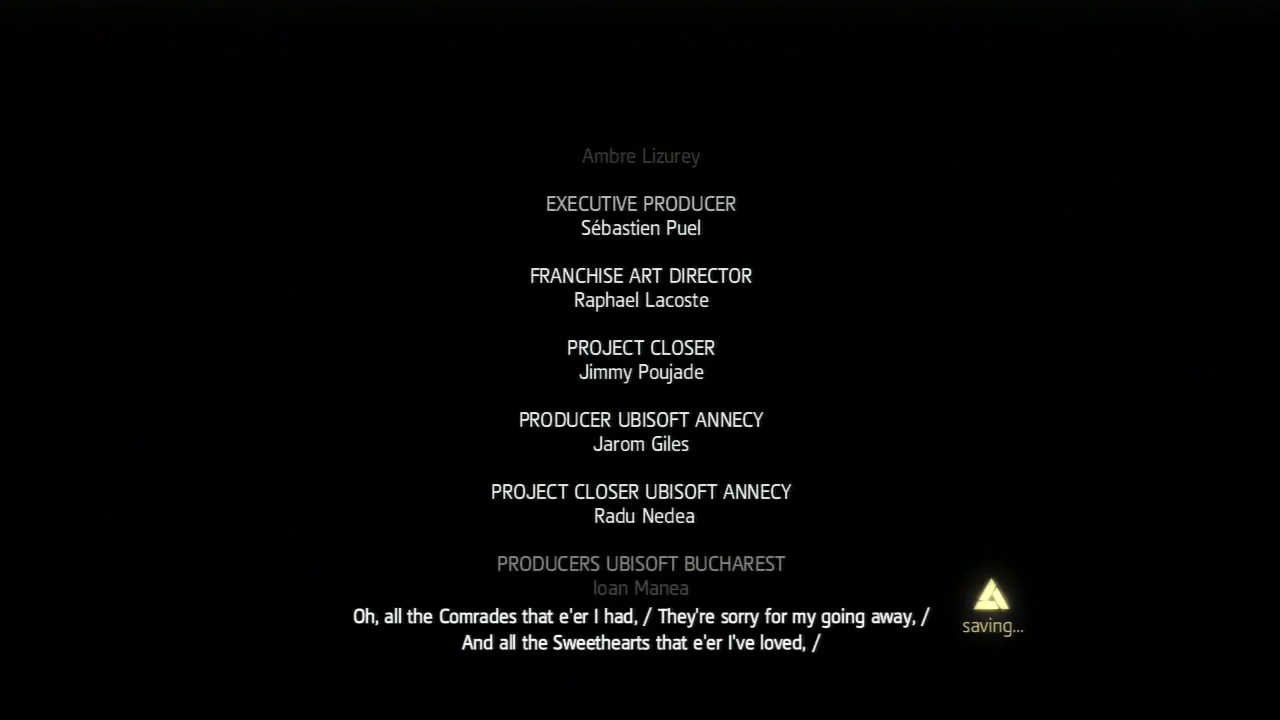 Ambre Lizurey
EXECUTIVE PRODUCER
Sébastien Puel
FRANCHISE ART DIRECTOR
Raphael Lacoste
PROJECT CLOSER
Jimmy Poujade
PRODUCER UBISOFT ANNECY
Jarom Giles
PROJECT CLOSER UBISOFT ANNECY
Radu Nedea
PRODUCERS UBISOFT BUCHAREST
Ioan Manea
Oh, all the Comrades that e'er I had, / They're sorry for my going away, /
And all the Sweethearts that e'er I've loved, /
saving...